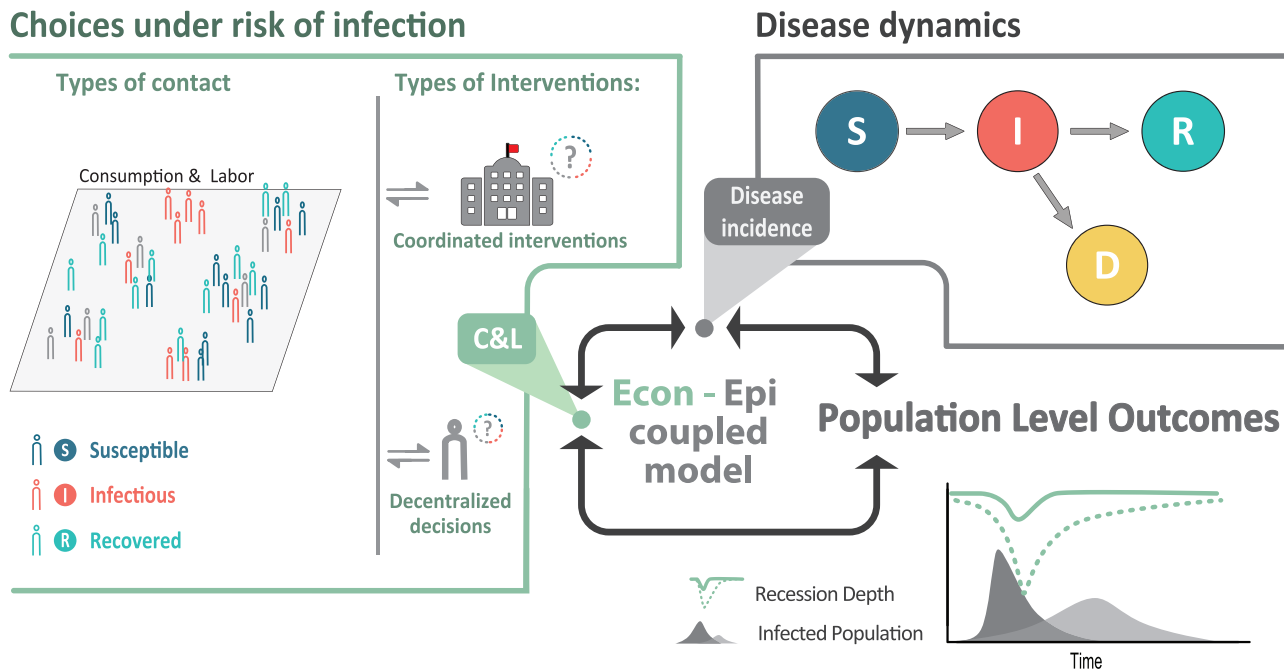 Choices under risk of infection
Types of contact
Types of Interventions:
Consumption & Labor
?
Coordinated interventions
?
Decentralized
decisions
S Susceptible
I Infectious
R Recovered
Disease dynamics
S
I
R
D
Disease
incidence
C&L
Econ - Epi
coupled
model
Population Level Outcomes
Recession Depth
Infected Population
Time